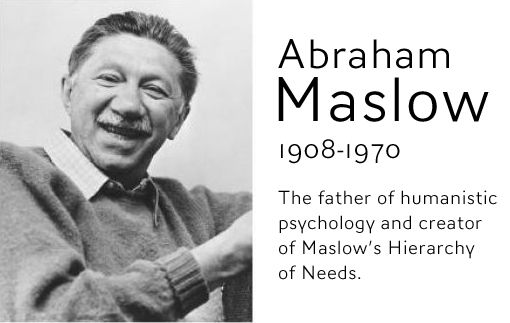 Abraham
Maslow
1908-1970
The father of humanistic
psychology and creator
of Maslow's Hierarchy
of Needs.